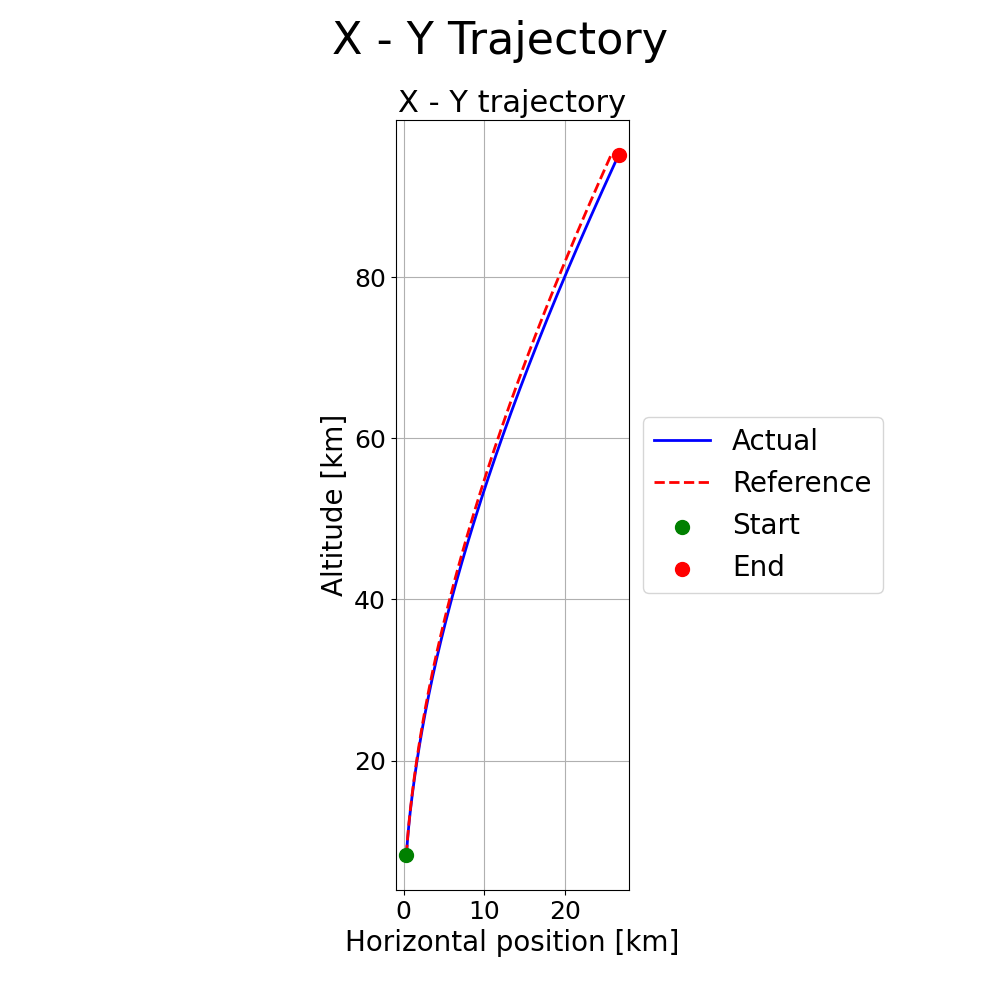 X - Y Trajectory
X - Y trajectory
80
60
40
20
Altitude [km]
0 10 20
Horizontal position [km]
Actual
Reference
Start
End